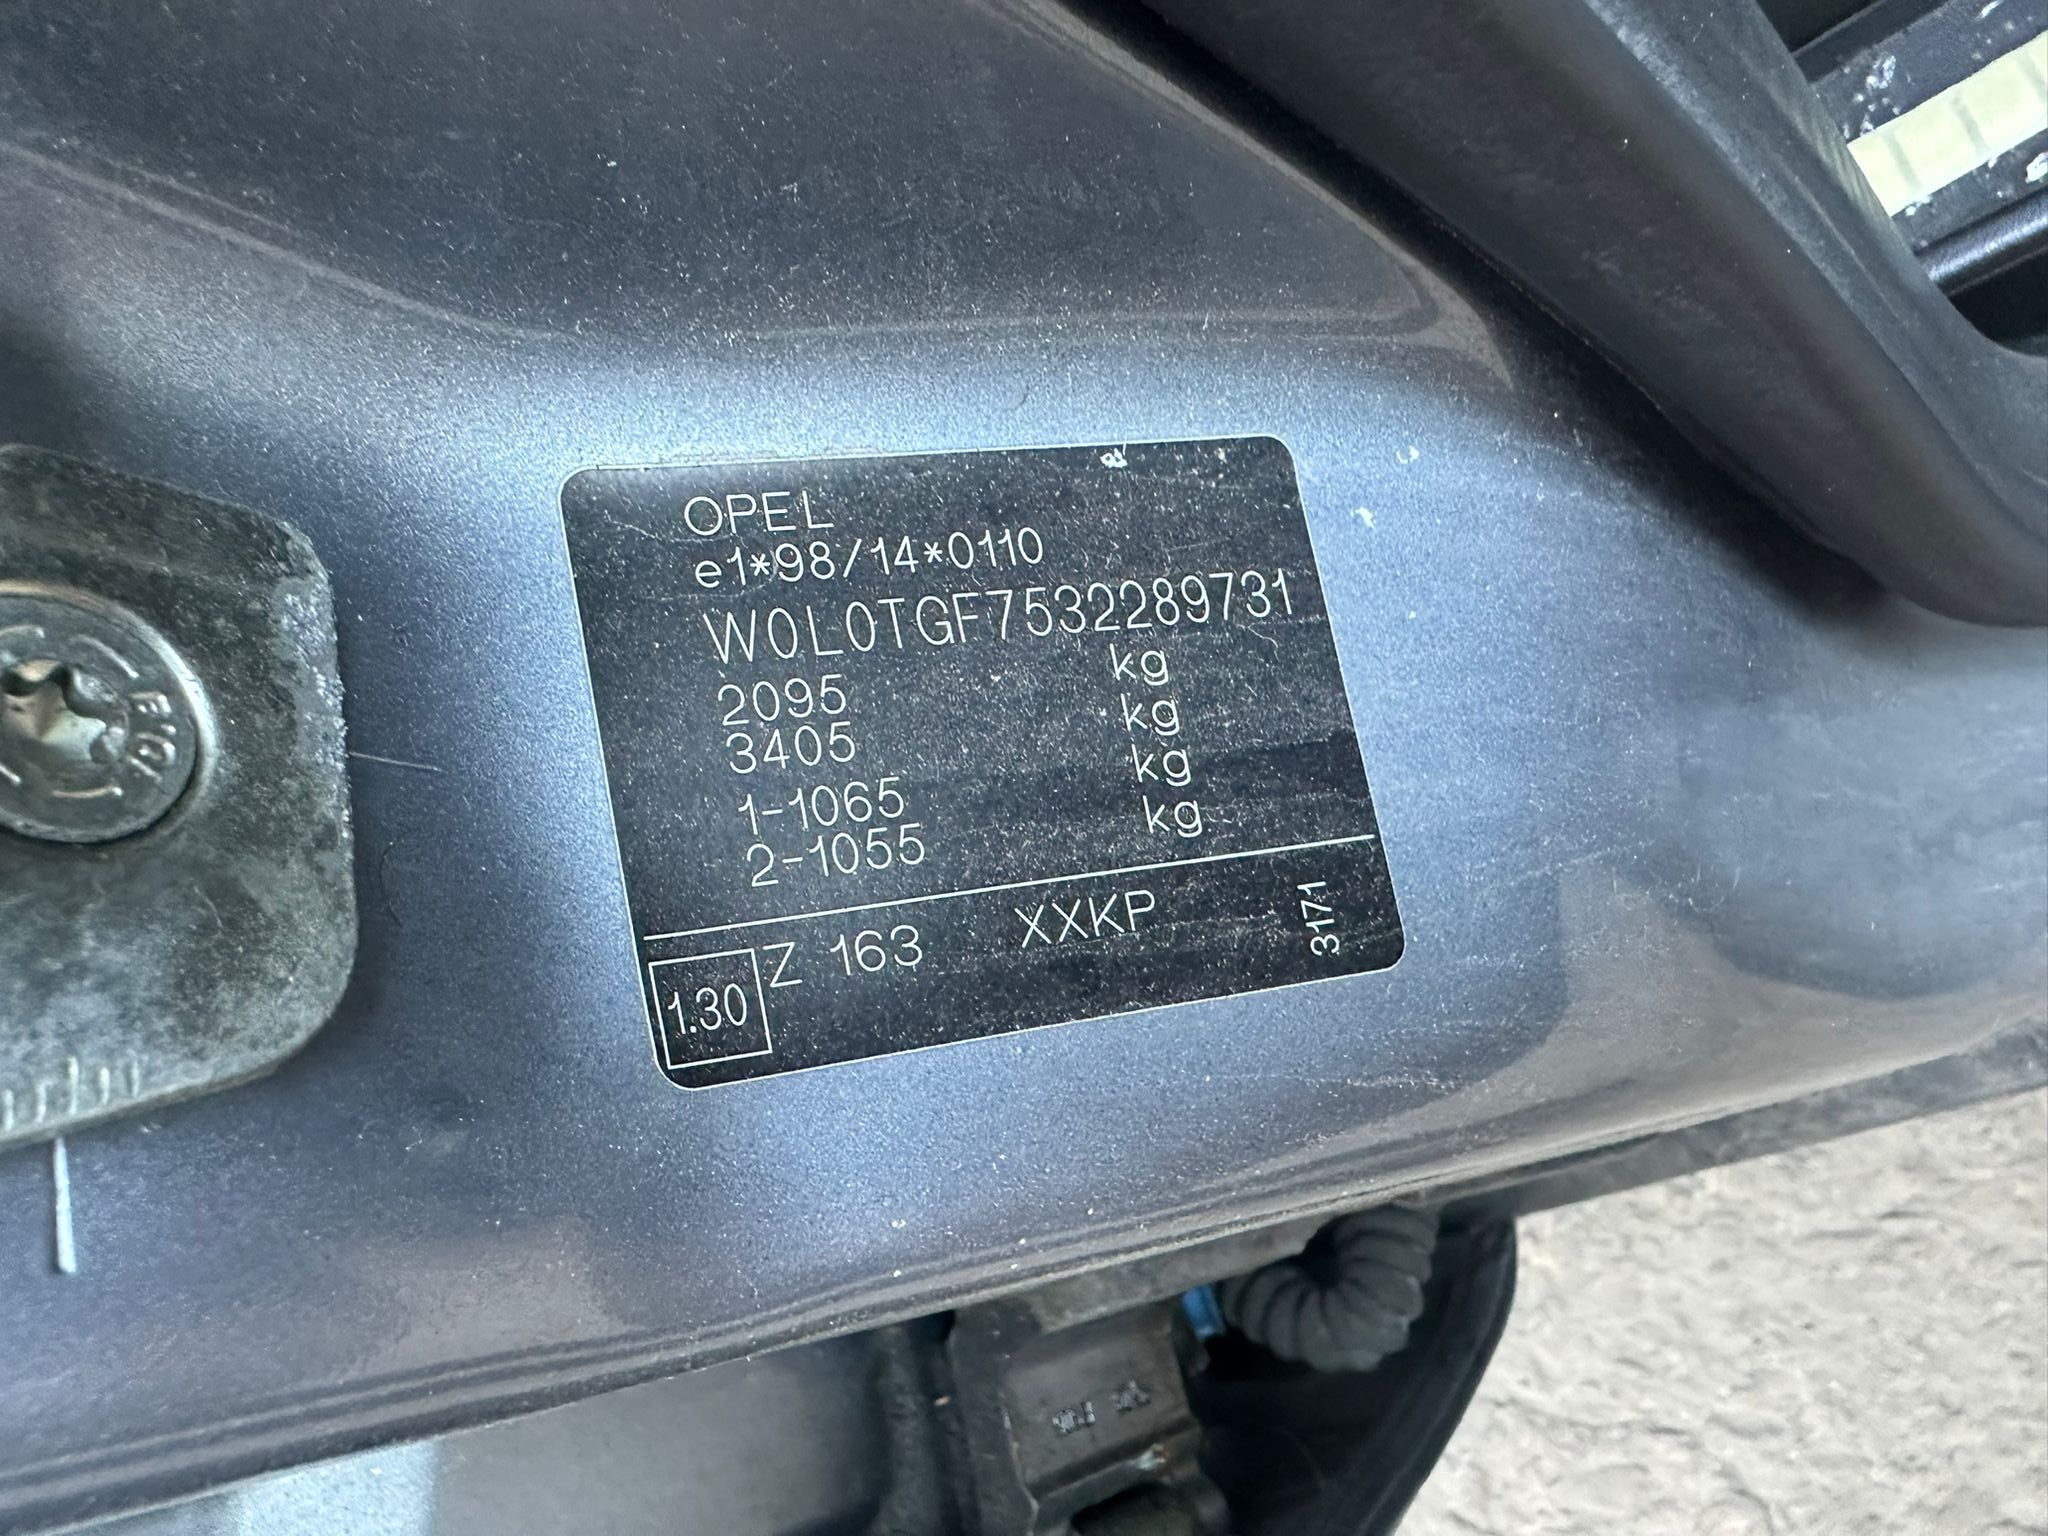 OPEL
e1*98/14*0110
W0L0TGF7532289731
kg
2095
kg
3405
kg
1-1065
kg
2-1055
1.30
Z 163
XXKP
3171